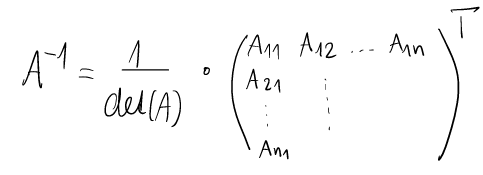 A⁻¹ = 1/det(A) · (A₁₁ A₁₂ ... A₁ₙ
A₂₁ ⋮
⋮ ⋮
Aₙ₁)ᵀ